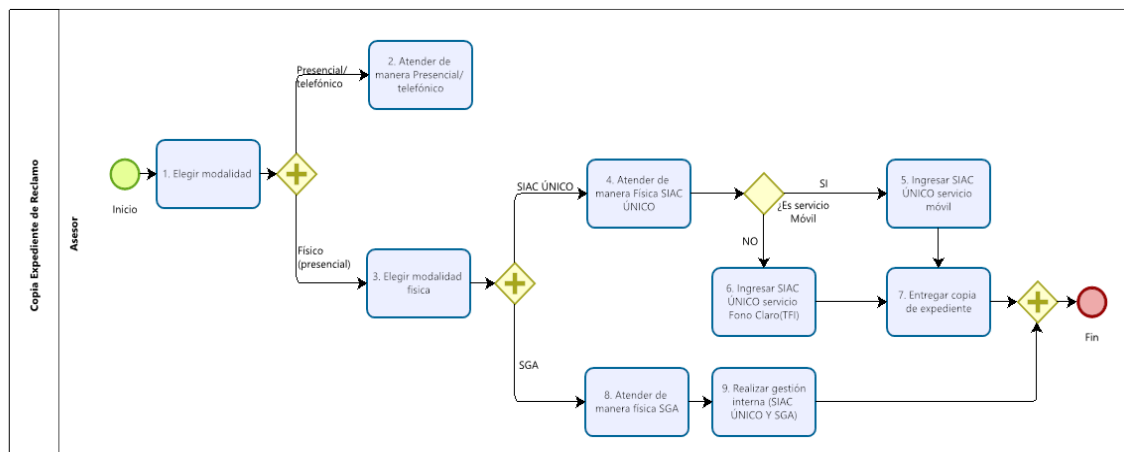 Copia Expediente de Reclamo
Asesor
Inicio
1. Elegir modalidad
Presencial/
telefónico
2. Atender de
manera Presencial/
telefónico
Físico
(presencial)
3. Elegir modalidad
física
SIAC ÚNICO
4. Atender de
manera Física SIAC
ÚNICO
¿Es servicio
Móvil
SI
5. Ingresar SIAC
ÚNICO servicio
móvil
NO
6. Ingresar SIAC
ÚNICO servicio
Fono Claro(TFI)
7. Entregar copia
de expediente
Fin
SGA
8. Atender de
manera física SGA
9. Realizar gestión
interna (SIAC
ÚNICO Y SGA)